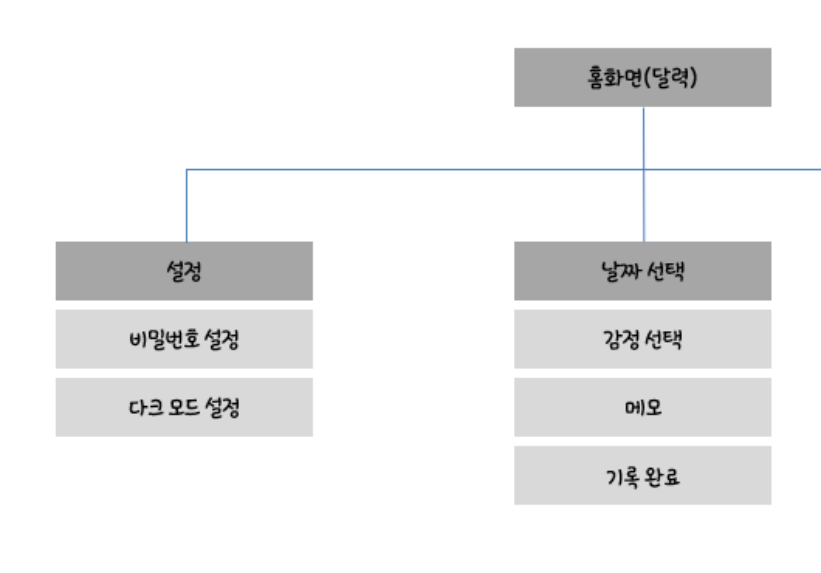 홈화면(달력)
설정
비밀번호 설정
다크 모드 설정
날짜 선택
감정 선택
메모
기록 완료